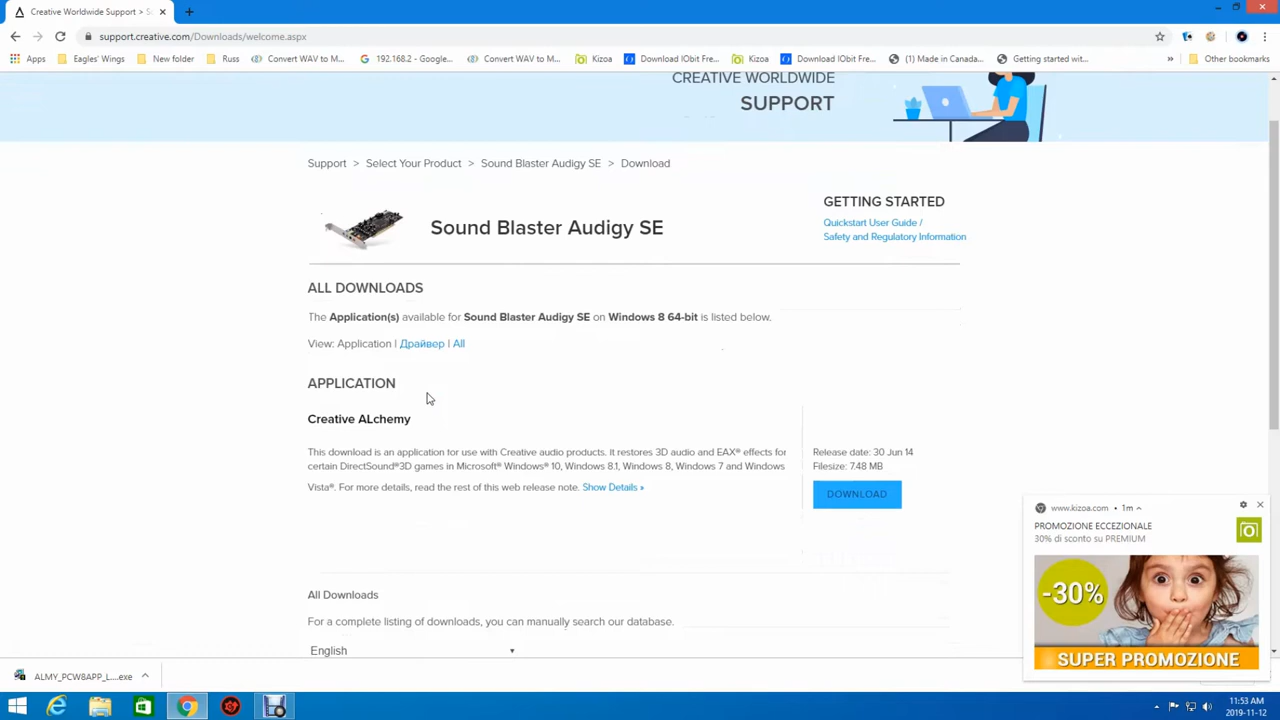 Creative Worldwide Support > S
support.creative.com/Downloads/welcome.aspx
Apps
Eagles' Wings
New folder
Russ
Convert WAV to M...
192.168.2 - Google...
Convert WAV to M...
Kizoa
Download IObit Fre...
Kizoa
Download IObit Fre...
(1) Made in Canada...
Getting started wit...
»
Other bookmarks
CREATIVE WORLDWIDE
SUPPORT
Support > Select Your Product > Sound Blaster Audigy SE > Download
Sound Blaster Audigy SE
GETTING STARTED
Quickstart User Guide /
Safety and Regulatory Information
ALL DOWNLOADS
The Application(s) available for Sound Blaster Audigy SE on Windows 8 64-bit is listed below.
View: Application | Драйвер | All
APPLICATION
Creative ALchemy
This download is an application for use with Creative audio products. It restores 3D audio and EAX® effects for
certain DirectSound®3D games in Microsoft® Windows® 10, Windows 8.1, Windows 8, Windows 7 and Windows
Vista®. For more details, read the rest of this web release note. Show Details »
Release date: 30 Jun 14
Filesize: 7.48 MB
DOWNLOAD
All Downloads
For a complete listing of downloads, you can manually search our database.
English
www.kizoa.com • 1m
PROMOZIONE ECCEZIONALE
30% di sconto su PREMIUM
-30%
SUPER PROMOZIONE
ALMY_PCW8APP_L....exe
11:53 AM
2019-11-12